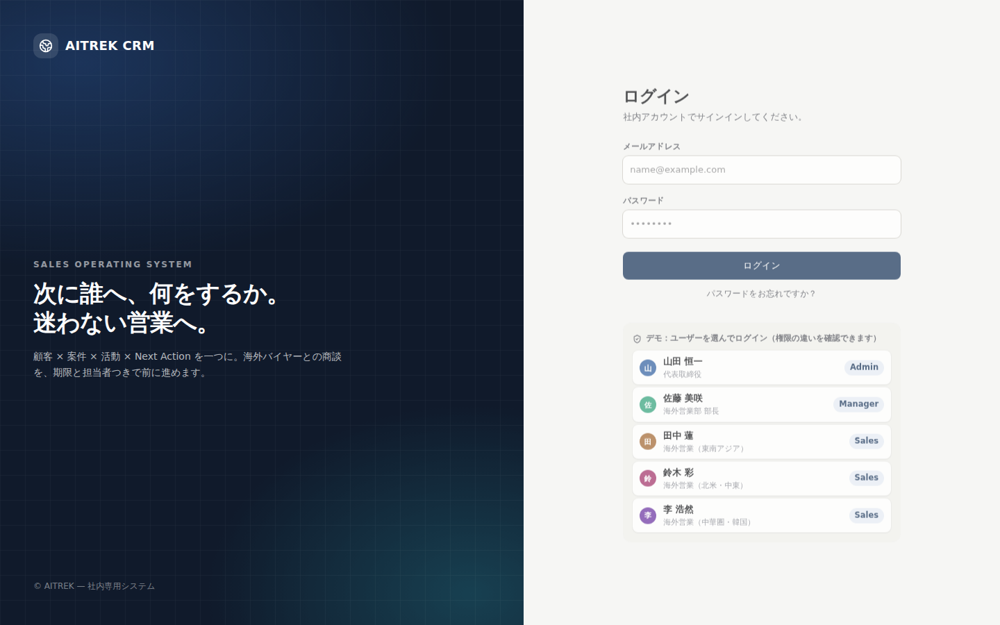 AITREK CRM
SALES OPERATING SYSTEM
次に誰へ、何をするか。
迷わない営業へ。
顧客 × 案件 × 活動 × Next Action を一つに。海外バイヤーとの商談
を、期限と担当者つきで前に進めます。
© AITREK — 社内専用システム
ログイン
社内アカウントでサインインしてください。
メールアドレス
name@example.com
パスワード
••••••••
ログイン
パスワードをお忘れですか？
デモ：ユーザーを選んでログイン（権限の違いを確認できます）
山 山田 恒一 Admin
代表取締役
佐 佐藤 美咲 Manager
海外営業部 部長
田 田中 蓮 Sales
海外営業（東南アジア）
鈴 鈴木 彩 Sales
海外営業（北米・中東）
李 李 浩然 Sales
海外営業（中華圏・韓国）